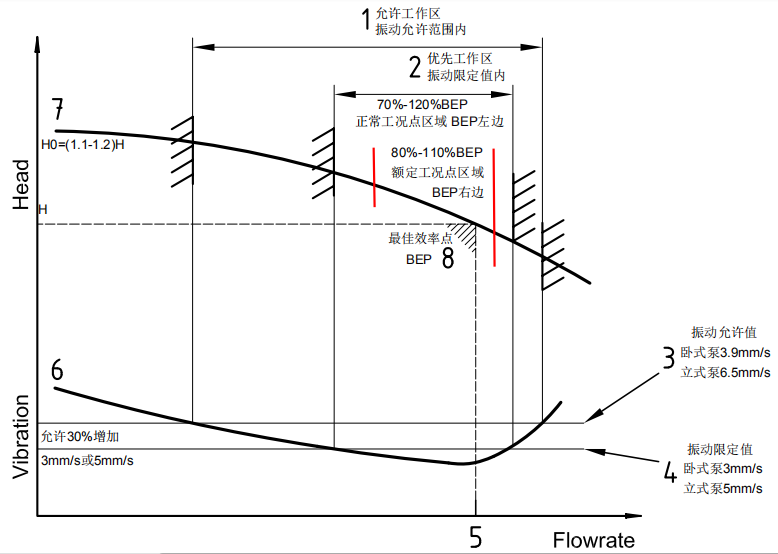 1 允许工作区
振动允许范围内
2 优先工作区
振动限定值内
70%-120%BEP
正常工况点区域 BEP左边
7
H0=(1.1-1.2)H
80%-110%BEP
额定工况点区域
BEP右边
Head
H
最佳效率点
BEP 8
振动允许值
3 卧式泵3.9mm/s
立式泵6.5mm/s
6
允许30%增加
3mm/s或5mm/s
Vibration
振动限定值
4 卧式泵3mm/s
立式泵5mm/s
5
Flowrate